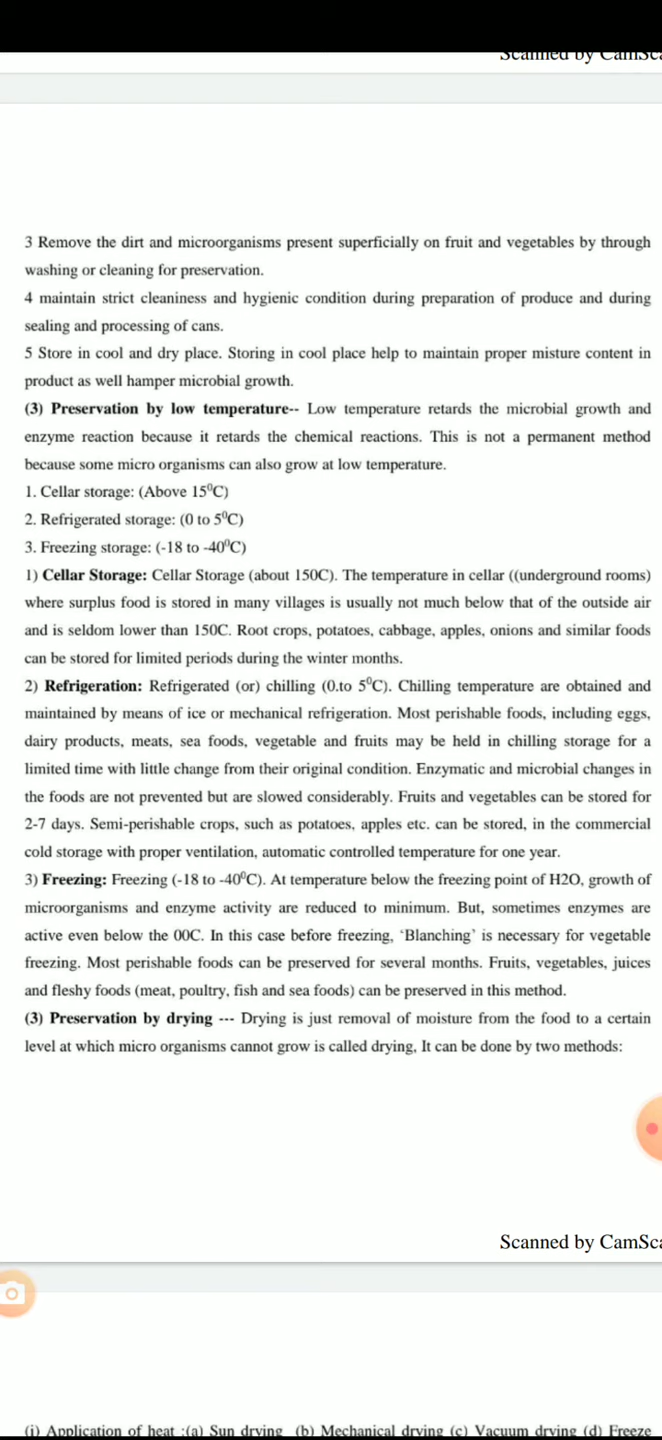 Scanned by CamSca
3 Remove the dirt and microorganisms present superficially on fruit and vegetables by through
washing or cleaning for preservation.
4 maintain strict cleaniness and hygienic condition during preparation of produce and during
sealing and processing of cans.
5 Store in cool and dry place. Storing in cool place help to maintain proper misture content in
product as well hamper microbial growth.
(3) Preservation by low temperature-- Low temperature retards the microbial growth and
enzyme reaction because it retards the chemical reactions. This is not a permanent method
because some micro organisms can also grow at low temperature.
1. Cellar storage: (Above 15⁰C)
2. Refrigerated storage: (0 to 5⁰C)
3. Freezing storage: (-18 to -40⁰C)
1) Cellar Storage: Cellar Storage (about 150C). The temperature in cellar ((underground rooms)
where surplus food is stored in many villages is usually not much below that of the outside air
and is seldom lower than 150C. Root crops, potatoes, cabbage, apples, onions and similar foods
can be stored for limited periods during the winter months.
2) Refrigeration: Refrigerated (or) chilling (0.to 5⁰C). Chilling temperature are obtained and
maintained by means of ice or mechanical refrigeration. Most perishable foods, including eggs,
dairy products, meats, sea foods, vegetable and fruits may be held in chilling storage for a
limited time with little change from their original condition. Enzymatic and microbial changes in
the foods are not prevented but are slowed considerably. Fruits and vegetables can be stored for
2-7 days. Semi-perishable crops, such as potatoes, apples etc. can be stored, in the commercial
cold storage with proper ventilation, automatic controlled temperature for one year.
3) Freezing: Freezing (-18 to -40⁰C). At temperature below the freezing point of H2O, growth of
microorganisms and enzyme activity are reduced to minimum. But, sometimes enzymes are
active even below the 00C. In this case before freezing, ‘Blanching’ is necessary for vegetable
freezing. Most perishable foods can be preserved for several months. Fruits, vegetables, juices
and fleshy foods (meat, poultry, fish and sea foods) can be preserved in this method.
(3) Preservation by drying --- Drying is just removal of moisture from the food to a certain
level at which micro organisms cannot grow is called drying, It can be done by two methods:
Scanned by CamSca
(i) Application of heat :(a) Sun drying (b) Mechanical drying (c) Vacuum drying (d) Freeze